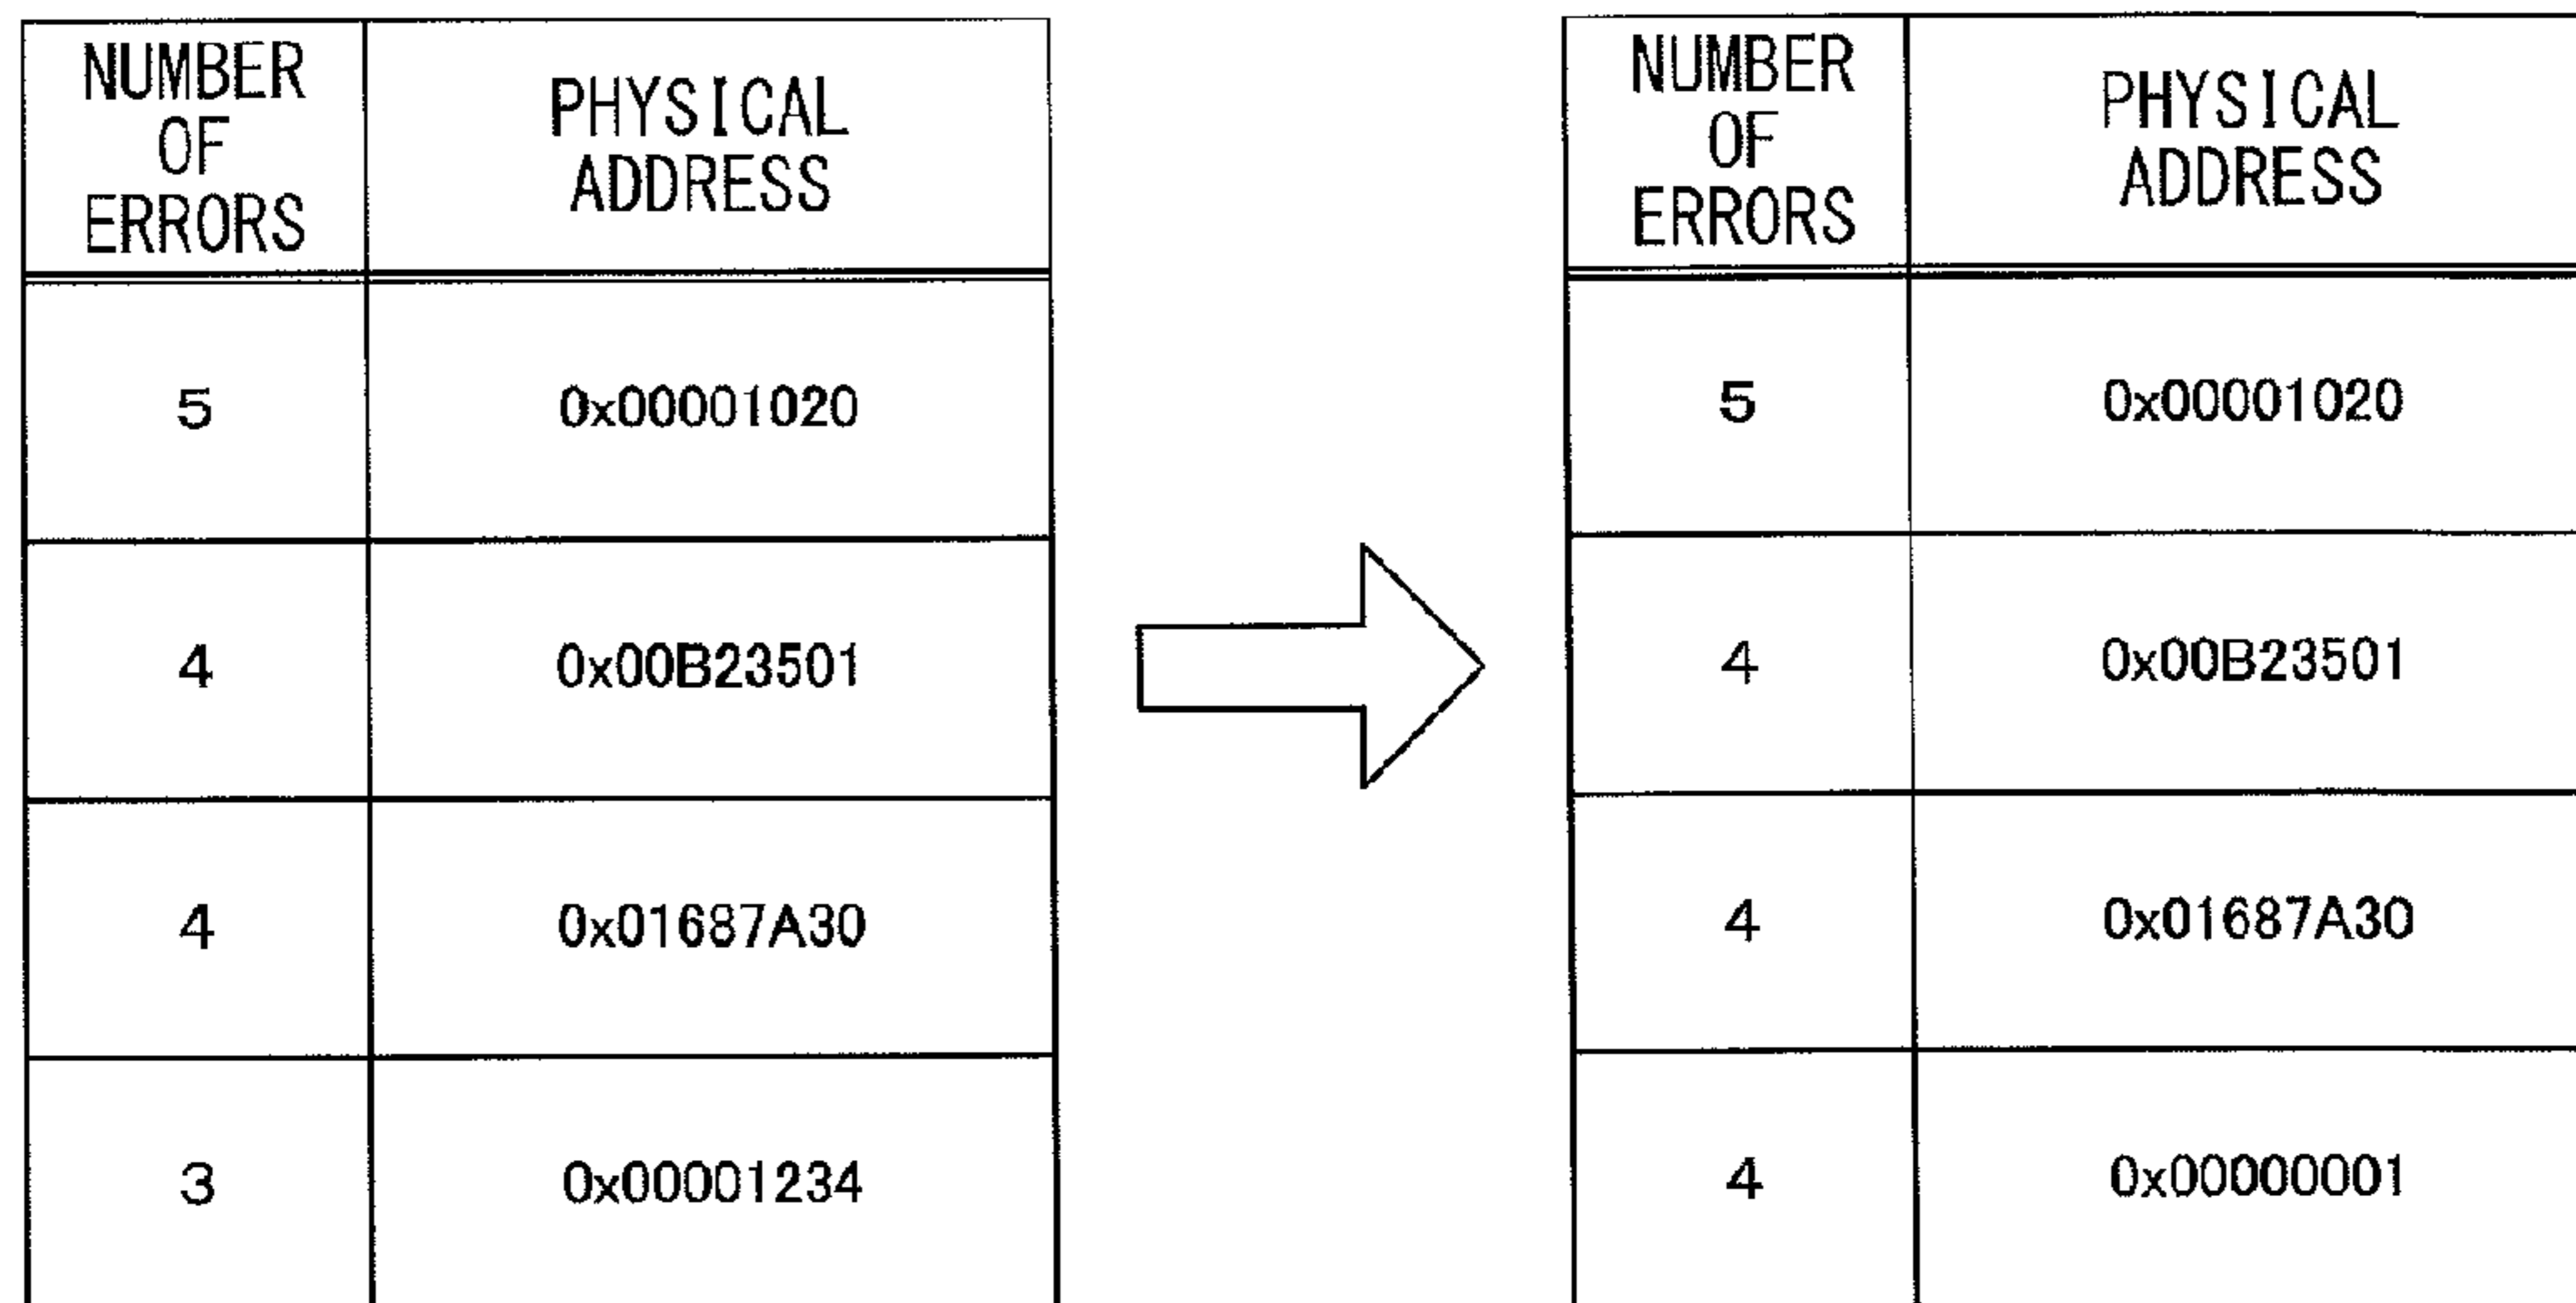 NUMBER
OF
ERRORS
PHYSICAL
ADDRESS
5
0x00001020
4
0x00B23501
4
0x01687A30
3
0x00001234
NUMBER
OF
ERRORS
PHYSICAL
ADDRESS
5
0x00001020
4
0x00B23501
4
0x01687A30
4
0x00000001